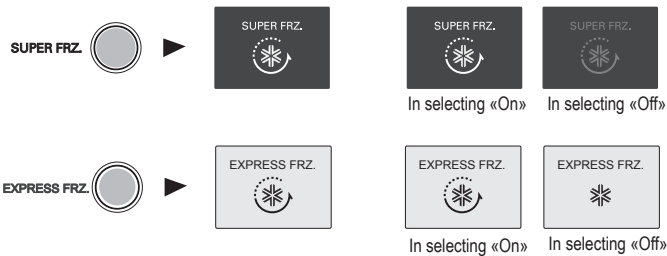 SUPER FRZ.
SUPER FRZ.
SUPER FRZ.
SUPER FRZ.
In selecting «On»
In selecting «Off»
EXPRESS FRZ.
EXPRESS FRZ.
EXPRESS FRZ.
EXPRESS FRZ.
In selecting «On»
In selecting «Off»